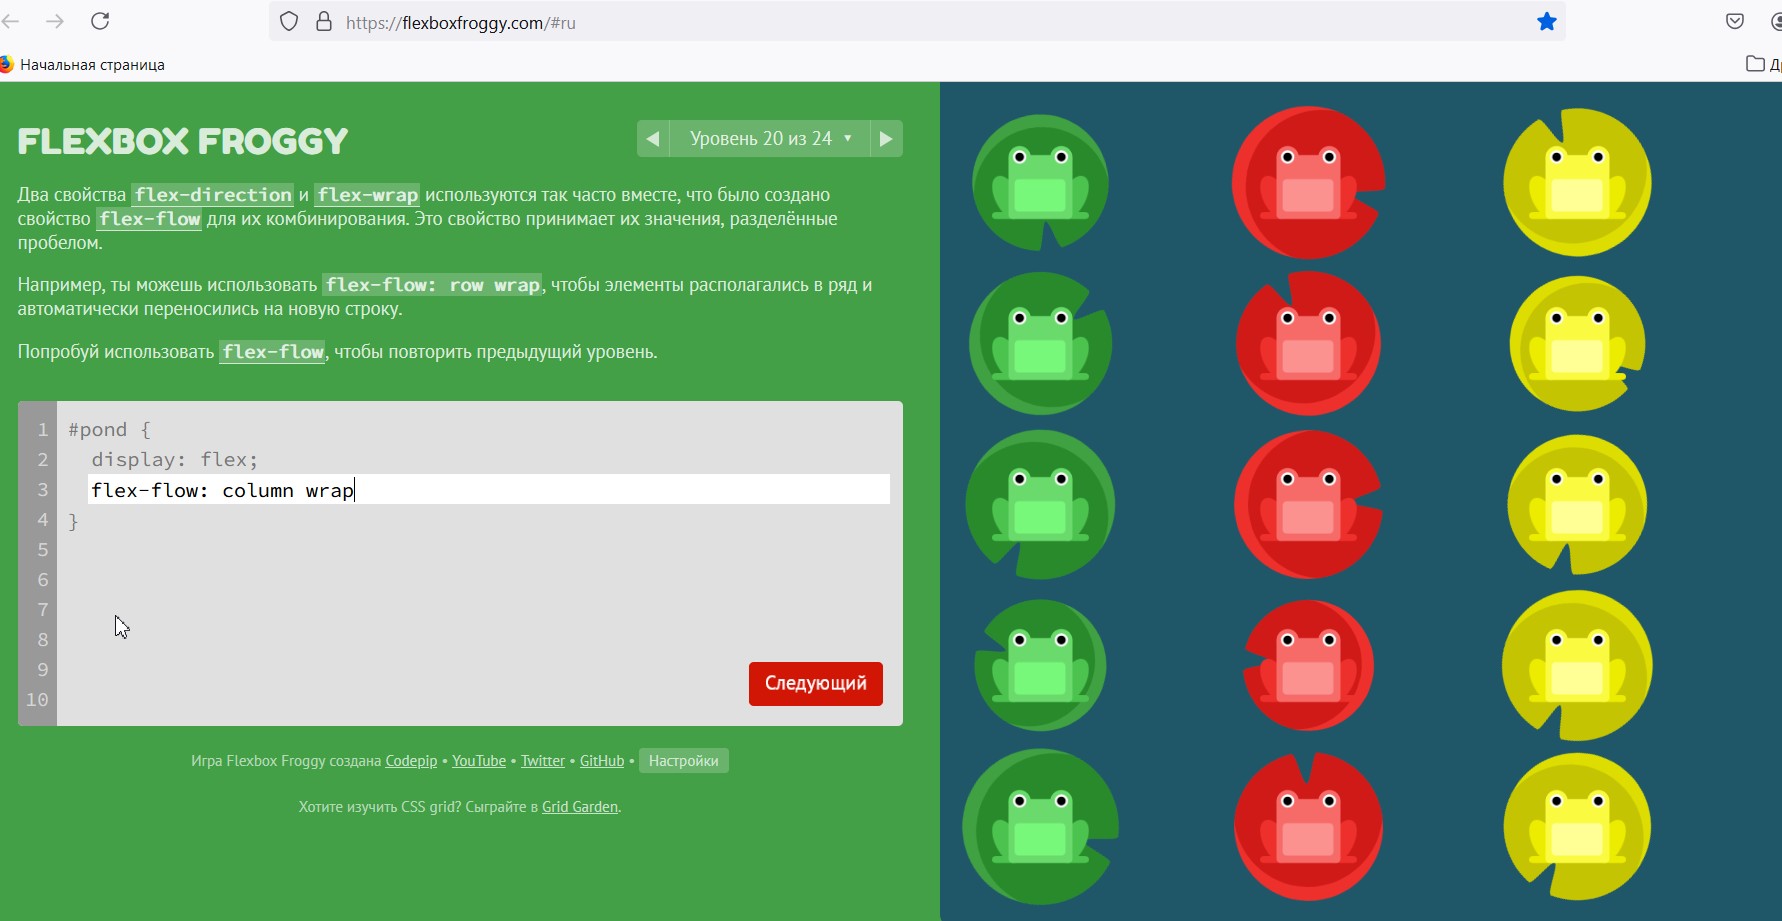 https://flexboxfroggy.com/#ru
Начальная страница
FLEXBOX FROGGY
Уровень 20 из 24
Два свойства flex-direction и flex-wrap используются так часто вместе, что было создано
свойство flex-flow для их комбинирования. Это свойство принимает их значения, разделённые
пробелом.
Например, ты можешь использовать flex-flow: row wrap, чтобы элементы располагались в ряд и
автоматически переносились на новую строку.
Попробуй использовать flex-flow, чтобы повторить предыдущий уровень.
1 #pond {
2 display: flex;
3 flex-flow: column wrap
4 }
5
6
7
8
9
10
Следующий
Игра Flexbox Froggy создана Codepip • YouTube • Twitter • GitHub • Настройки
Хотите изучить CSS grid? Сыграйте в Grid Garden.